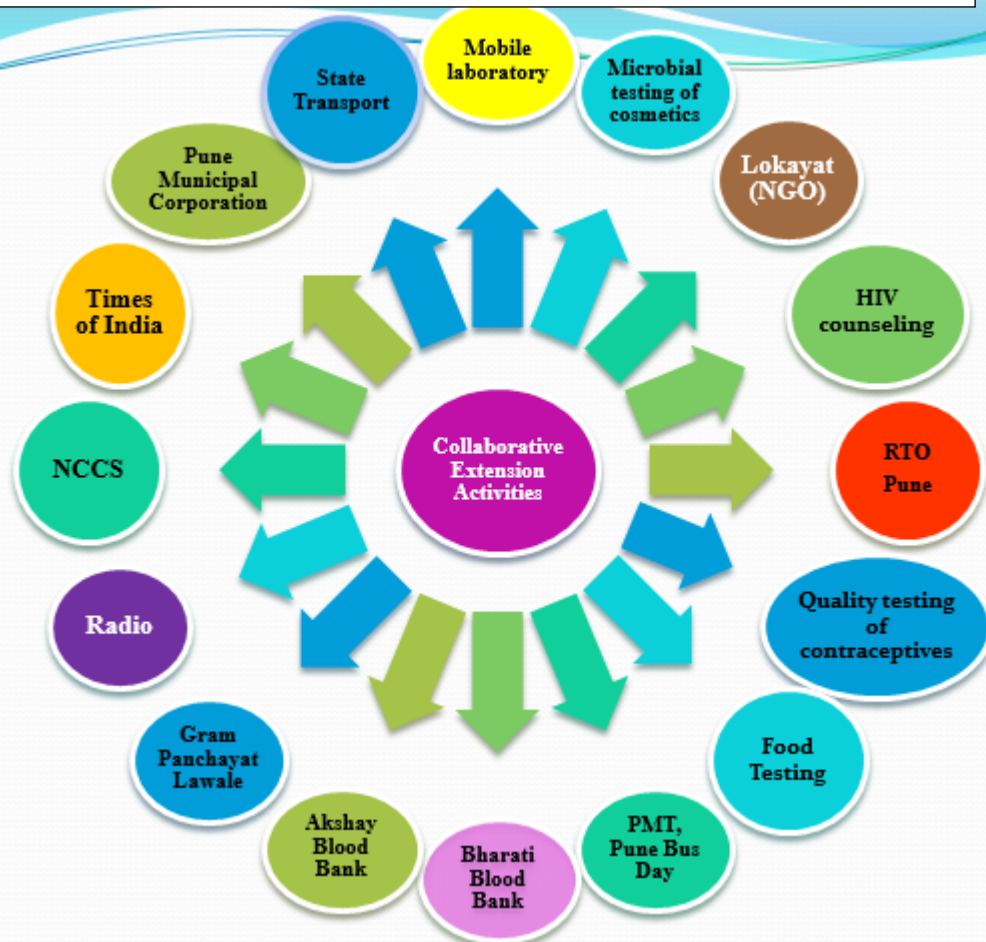 Mobile
laboratory
Microbial
testing of
cosmetics
Lokayat
(NGO)
HIV
counseling
RTO
Pune
Quality testing
of
contraceptives
Food
Testing
PMT,
Pune Bus
Day
Bharati
Blood
Bank
Akshay
Blood
Bank
Gram
Panchayat
Lawale
Radio
NCCS
Times
of India
Pune
Municipal
Corporation
State
Transport
Collaborative
Extension
Activities